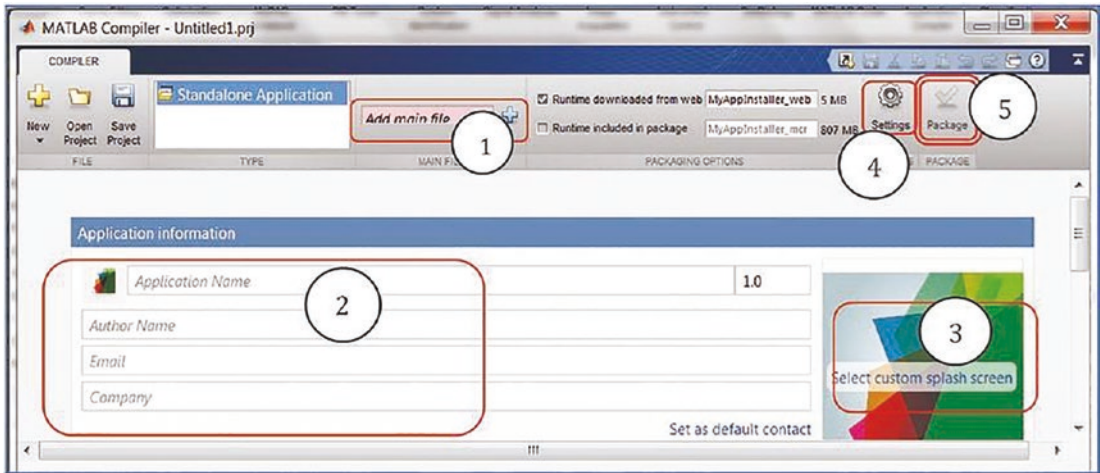 MATLAB Compiler - Untitled1.prj
COMPILER
New
Open Project
Save Project
FILE
Standalone Application
TYPE
Add main file
1
MAIN FI
Runtime downloaded from web MyAppInstaller_web 5 MB
Runtime included in package MyAppInstaller_mcr 807 MB
PACKAGING OPTIONS
Settings
4
Package
PACKAGE
5
Application information
Application Name 1.0
2
Author Name
Email
Company
3
Select custom splash screen
Set as default contact